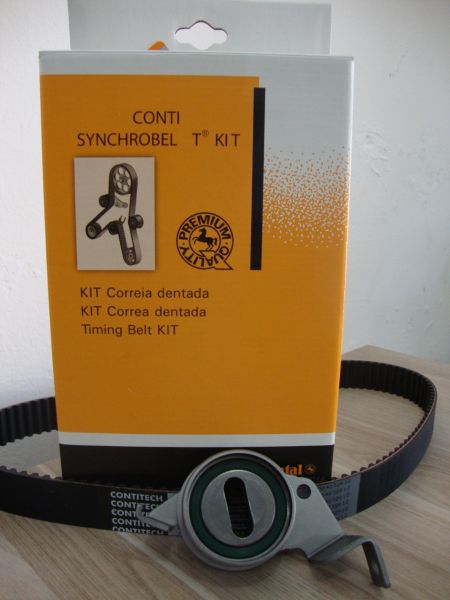 CONTI
SYNCHROBEL T® KIT
PREMIUM QUALITY
KIT Correia dentada
KIT Correa dentada
Timing Belt KIT
CONTITECH
CONTITECH
CONTITECH
CONTITECH